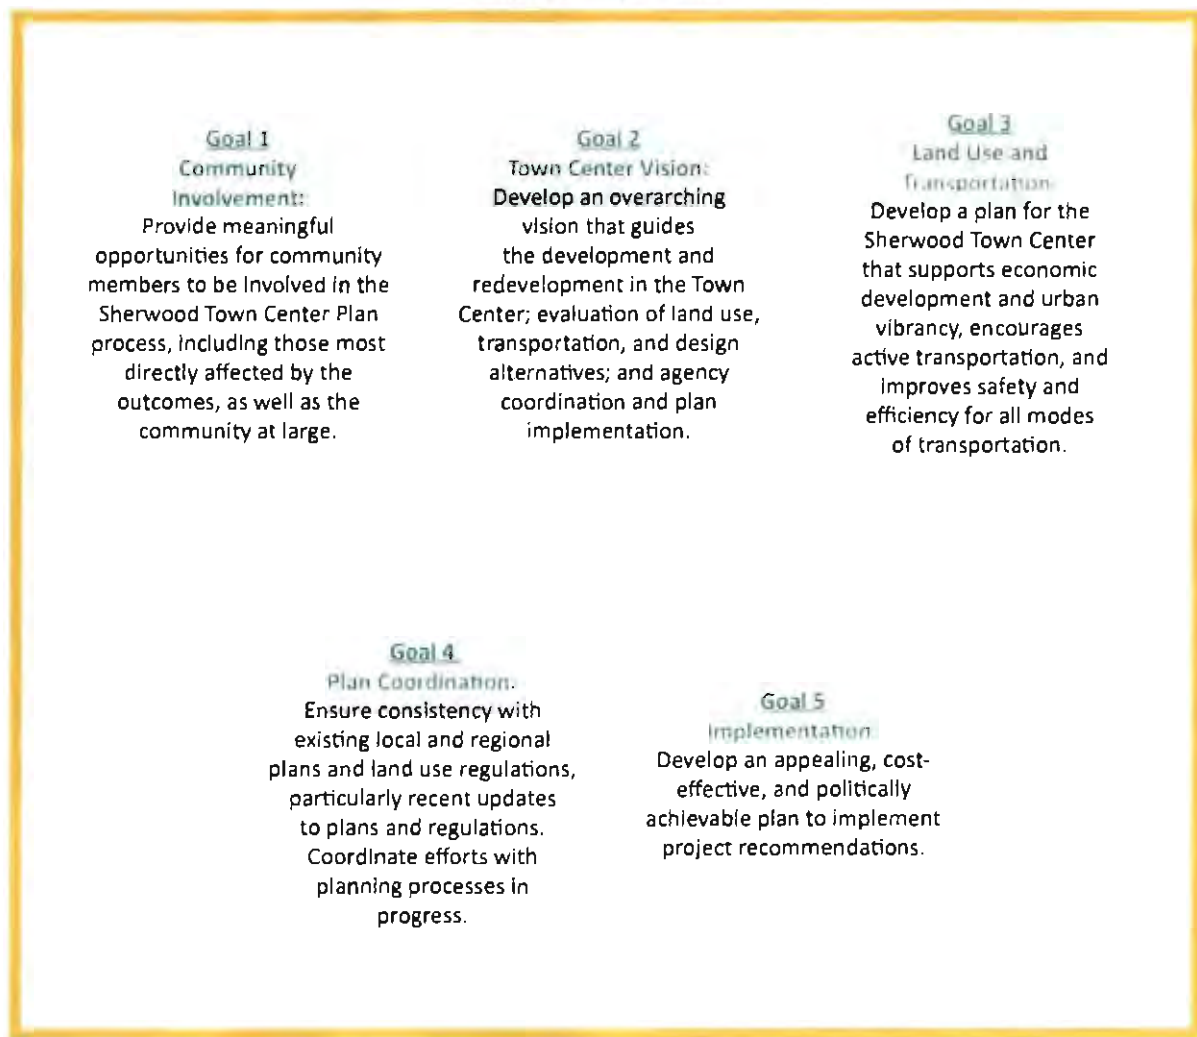 Goal 1
Community
Involvement:
Provide meaningful
opportunities for community
members to be involved in the
Sherwood Town Center Plan
process, including those most
directly affected by the
outcomes, as well as the
community at large.
Goal 2
Town Center Vision:
Develop an overarching
vision that guides
the development and
redevelopment in the Town
Center; evaluation of land use,
transportation, and design
alternatives; and agency
coordination and plan
implementation.
Goal 3
Land Use and
Transportation
Develop a plan for the
Sherwood Town Center
that supports economic
development and urban
vibrancy, encourages
active transportation, and
improves safety and
efficiency for all modes
of transportation.
Goal 4
Plan Coordination.
Ensure consistency with
existing local and regional
plans and land use regulations,
particularly recent updates
to plans and regulations.
Coordinate efforts with
planning processes in
progress.
Goal 5
Implementation
Develop an appealing, cost-
effective, and politically
achievable plan to implement
project recommendations.